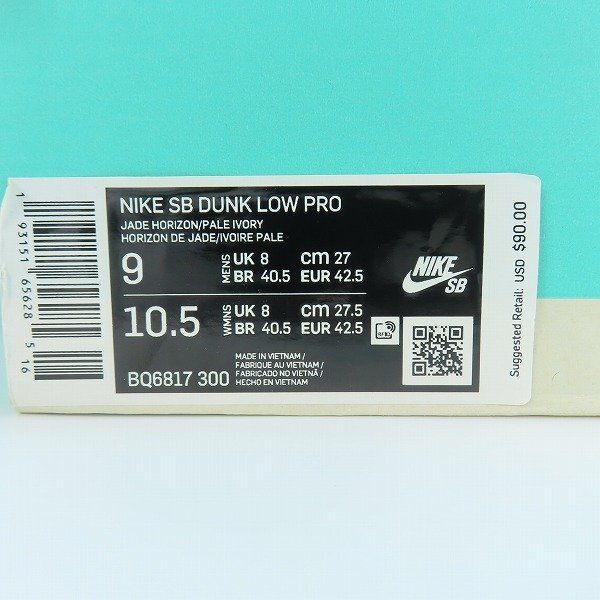 NIKE SB DUNK LOW PRO
JADE HORIZON/PALE IVORY
HORIZON DE JADE/IVOIRE PALE
9 MENS UK 8 cm 27
BR 40.5 EUR 42.5
10.5 WMNS UK 8 cm 27.5
BR 40.5 EUR 42.5
RFID
NIKE
SB
BQ6817 300
MADE IN VIETNAM /
FABRIQUE AU VIETNAM /
FABRICADO NO VIETNÃ /
HECHO EN VIETNAM
1 93151 65628 5 16
Suggested Retail: USD $90.00